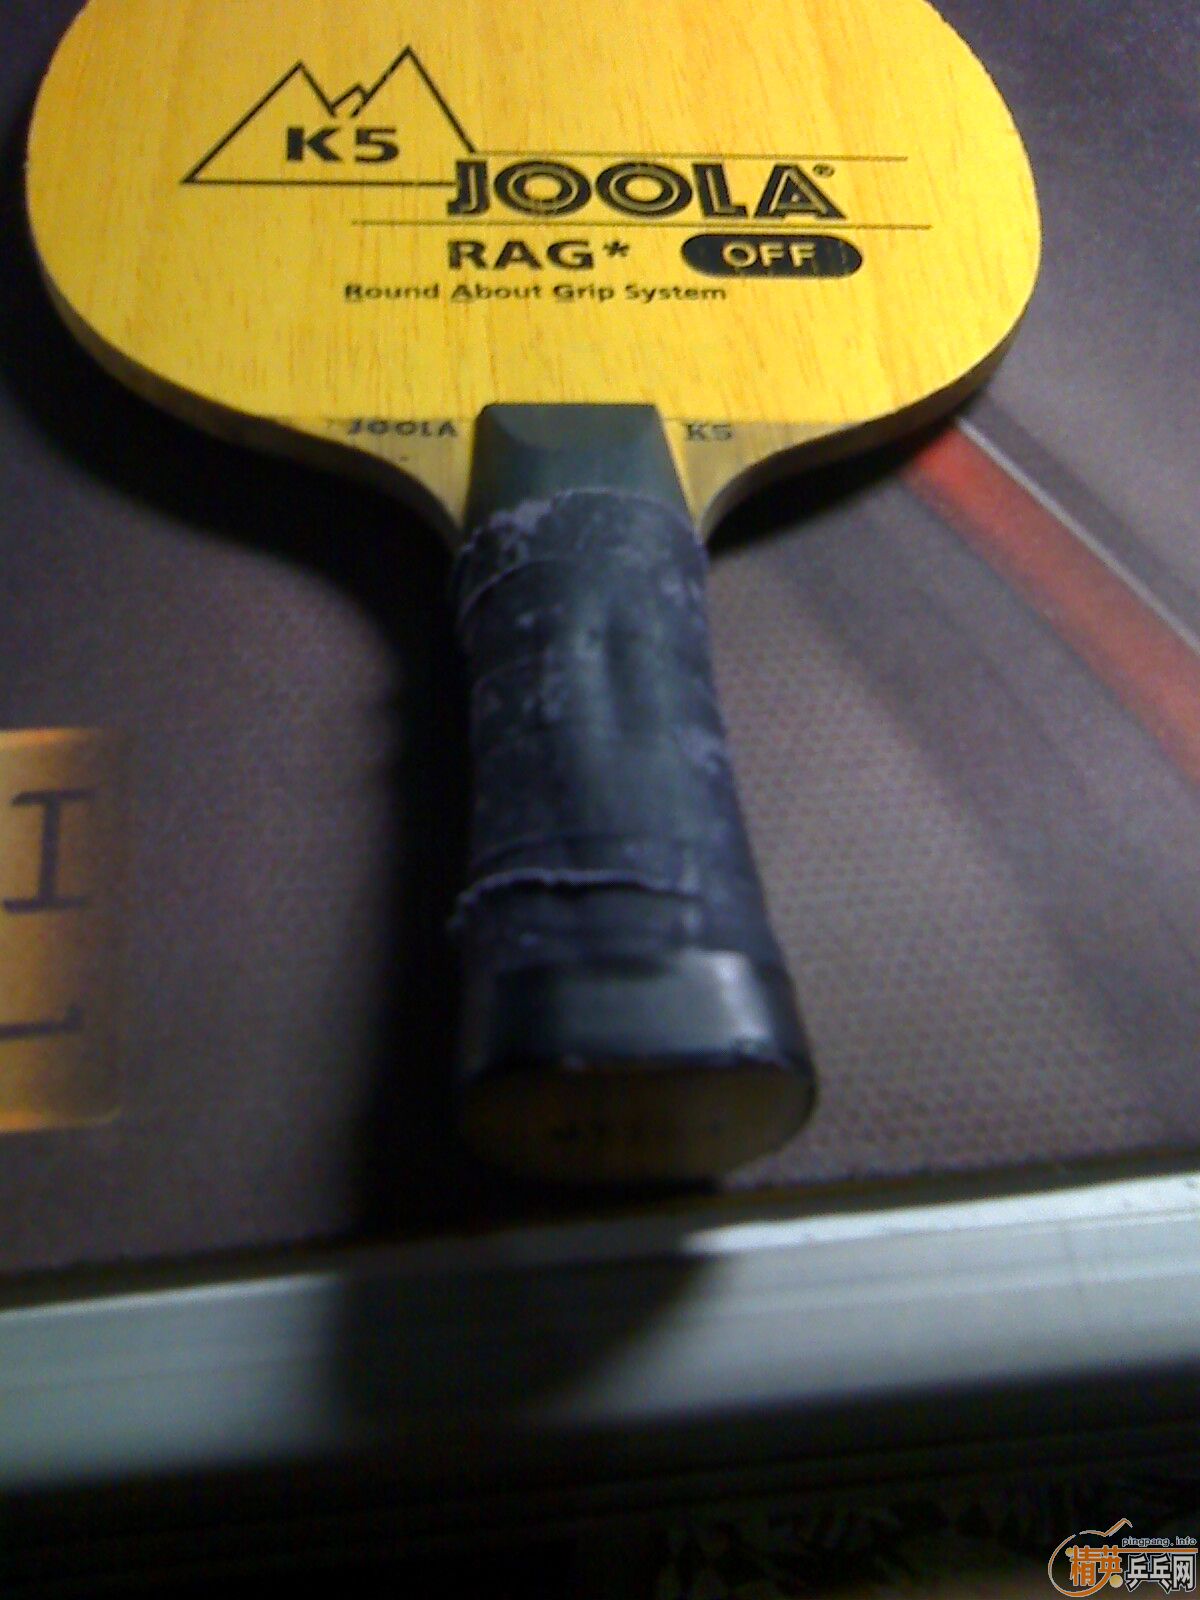 K5
JOOLA®
RAG* OFF
Round About Grip System
JOOLA K5
pingpang.info
精英乒乓网